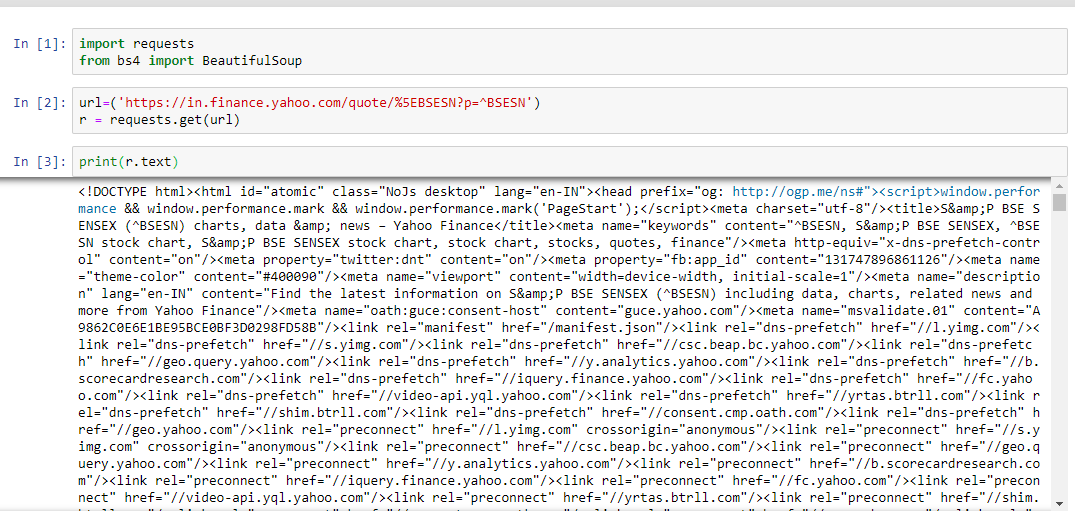 In [1]: import requests
from bs4 import BeautifulSoup
In [2]: url=('https://in.finance.yahoo.com/quote/%5EBSESN?p=^BSESN')
r = requests.get(url)
In [3]: print(r.text)
<!DOCTYPE html><html id="atomic" class="NoJs desktop" lang="en-IN"><head prefix="og: http://ogp.me/ns#"><script>window.perfor
mance && window.performance.mark && window.performance.mark('PageStart');</script><meta charset="utf-8"/><title>S&amp;P BSE S
ENSEX (^BSESN) charts, data &amp; news – Yahoo Finance</title><meta name="keywords" content="^BSESN, S&amp;P BSE SENSEX, ^BSE
SN stock chart, S&amp;P BSE SENSEX stock chart, stock chart, stocks, quotes, finance"/><meta http-equiv="x-dns-prefetch-contr
ol" content="on"/><meta property="twitter:dnt" content="on"/><meta property="fb:app_id" content="131747896861126"/><meta name
="theme-color" content="#400090"/><meta name="viewport" content="width=device-width, initial-scale=1"/><meta name="descriptio
n" lang="en-IN" content="Find the latest information on S&amp;P BSE SENSEX (^BSESN) including data, charts, related news and
more from Yahoo Finance"/><meta name="oath:guce:consent-host" content="guce.yahoo.com"/><meta name="msvalidate.01" content="A
9862C0E6E1BE95BCE0BF3D0298FD58B"/><link rel="manifest" href="/manifest.json"/><link rel="dns-prefetch" href="//l.yimg.com"/><
link rel="dns-prefetch" href="//s.yimg.com"/><link rel="dns-prefetch" href="//csc.beap.bc.yahoo.com"/><link rel="dns-prefetc
h" href="//geo.query.yahoo.com"/><link rel="dns-prefetch" href="//y.analytics.yahoo.com"/><link rel="dns-prefetch" href="//b.
scorecardresearch.com"/><link rel="dns-prefetch" href="//iquery.finance.yahoo.com"/><link rel="dns-prefetch" href="//fc.yaho
o.com"/><link rel="dns-prefetch" href="//video-api.yql.yahoo.com"/><link rel="dns-prefetch" href="//yrtas.btrll.com"/><link r
el="dns-prefetch" href="//shim.btrll.com"/><link rel="dns-prefetch" href="//consent.cmp.oath.com"/><link rel="dns-prefetch" h
ref="//geo.yahoo.com"/><link rel="preconnect" href="//l.yimg.com" crossorigin="anonymous"/><link rel="preconnect" href="//s.y
img.com" crossorigin="anonymous"/><link rel="preconnect" href="//csc.beap.bc.yahoo.com"/><link rel="preconnect" href="//geo.q
uery.yahoo.com"/><link rel="preconnect" href="//y.analytics.yahoo.com"/><link rel="preconnect" href="//b.scorecardresearch.co
m"/><link rel="preconnect" href="//iquery.finance.yahoo.com"/><link rel="preconnect" href="//fc.yahoo.com"/><link rel="precon
nect" href="//video-api.yql.yahoo.com"/><link rel="preconnect" href="//yrtas.btrll.com"/><link rel="preconnect" href="//shim.